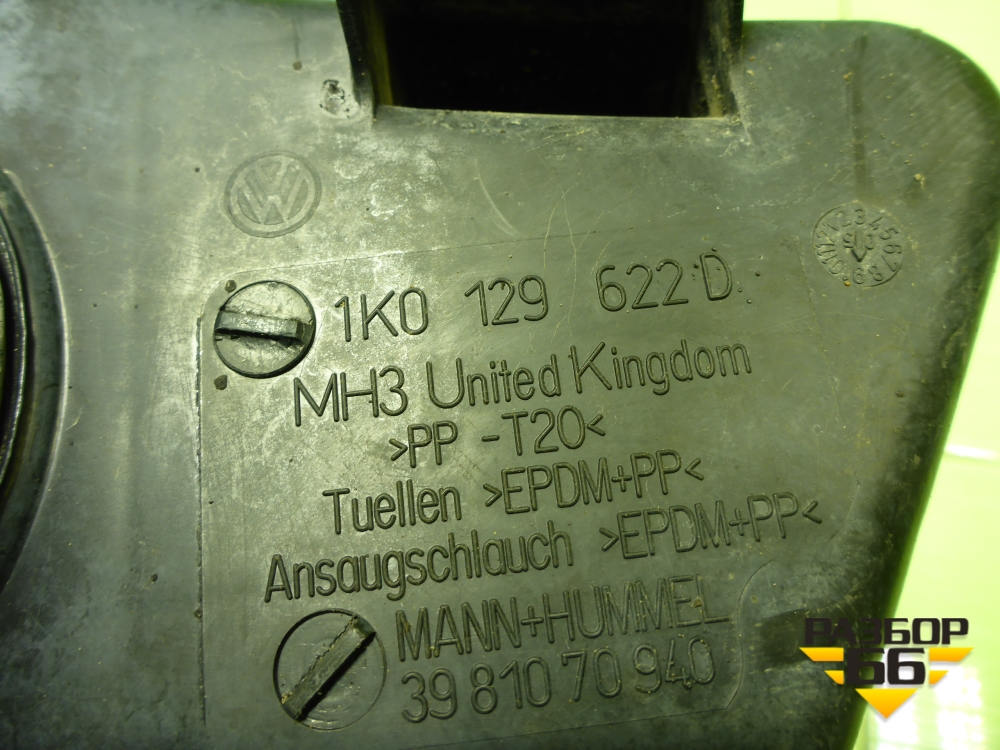 1K0 129 622 D.
MH3 United Kingdom
>PP -T20<
Tuellen >EPDM+PP<
Ansaugschlauch >EPDM+PP<
MANN+HUMMEL
39 810 70 940
РАЗБОР
66